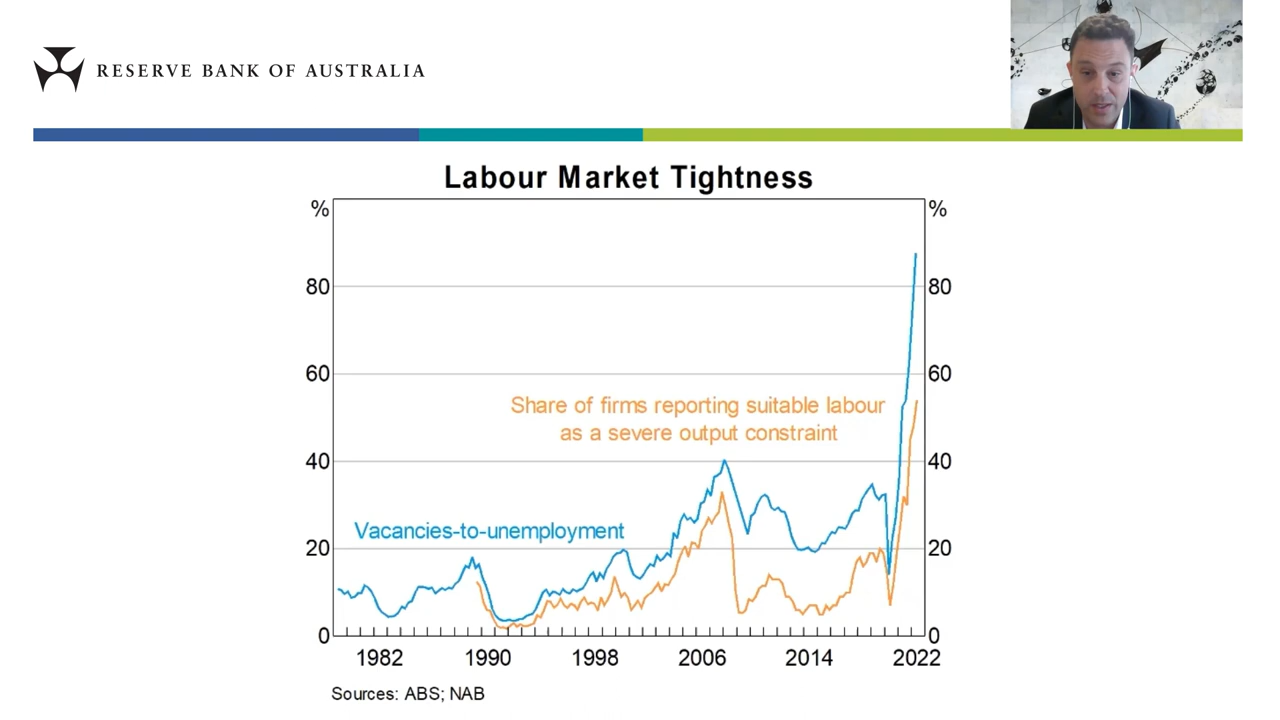 RESERVE BANK OF AUSTRALIA
Labour Market Tightness
% %
80 80
60 60
Share of firms reporting suitable labour
as a severe output constraint
40 40
Vacancies-to-unemployment
20 20
0 0
1982 1990 1998 2006 2014 2022
Sources: ABS; NAB